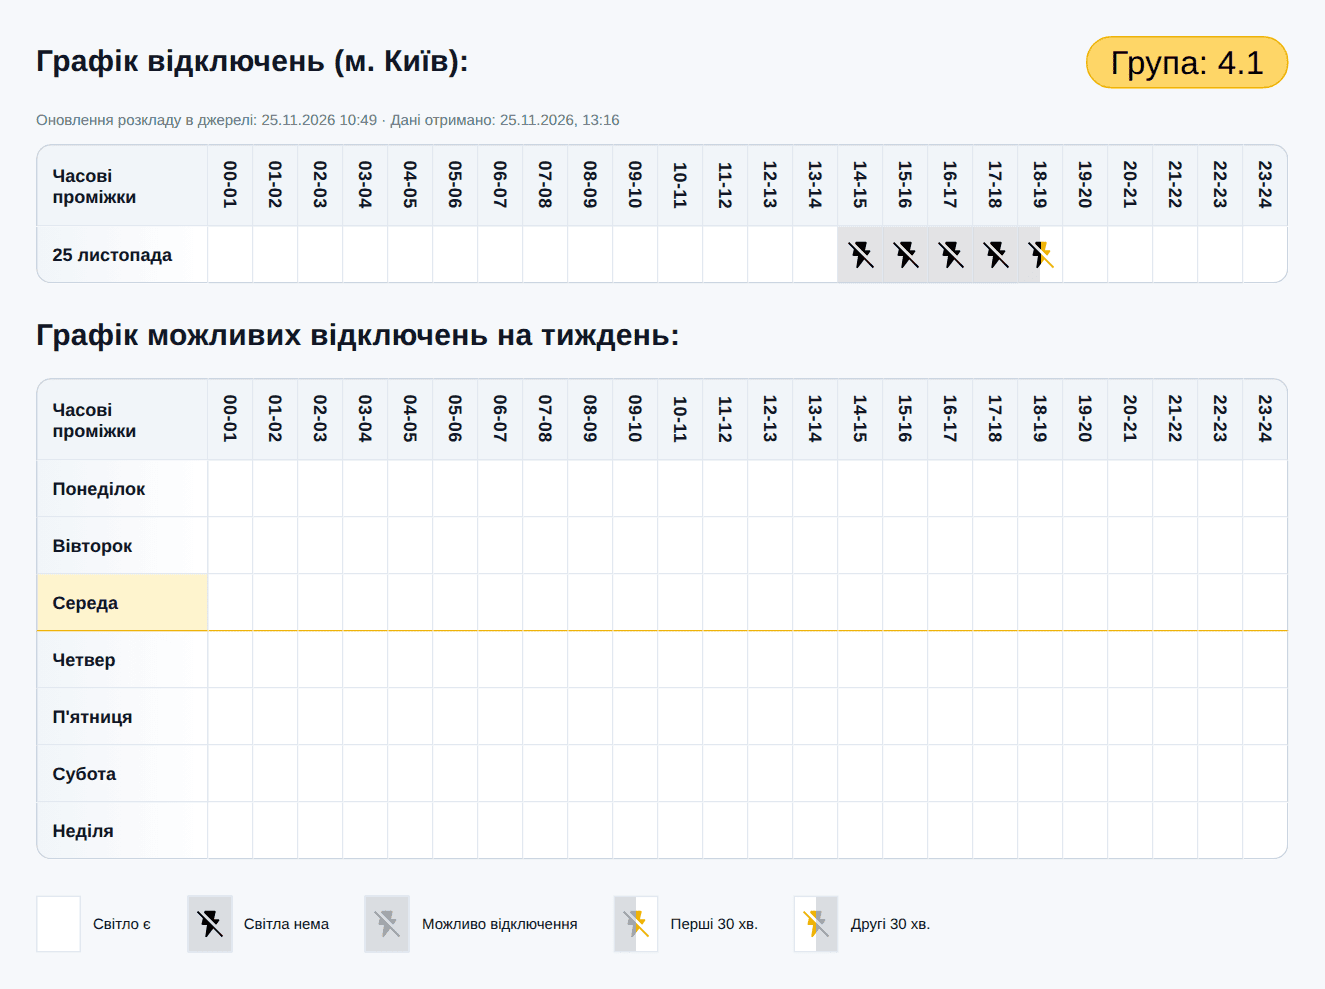 Графік відключень (м. Київ):
Група: 4.1
Оновлення розкладу в джерелі: 25.11.2026 10:49 · Дані отримано: 25.11.2026, 13:16
Часові проміжки 00-01 01-02 02-03 03-04 04-05 05-06 06-07 07-08 08-09 09-10 10-11 11-12 12-13 13-14 14-15 15-16 16-17 17-18 18-19 19-20 20-21 21-22 22-23 23-24
25 листопада
Графік можливих відключень на тиждень:
Часові проміжки 00-01 01-02 02-03 03-04 04-05 05-06 06-07 07-08 08-09 09-10 10-11 11-12 12-13 13-14 14-15 15-16 16-17 17-18 18-19 19-20 20-21 21-22 22-23 23-24
Понеділок
Вівторок
Середа
Четвер
П'ятниця
Субота
Неділя
Світло є Світла нема Можливо відключення Перші 30 хв. Другі 30 хв.